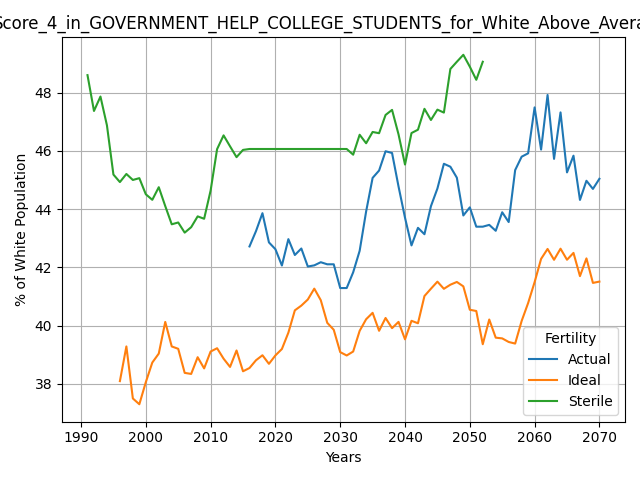 Score_4_in_GOVERNMENT_HELP_COLLEGE_STUDENTS_for_White_Above_Avera
% of White Population
48
46
44
42
40
38
Fertility
Actual
Ideal
Sterile
1990 2000 2010 2020 2030 2040 2050 2060 2070
Years